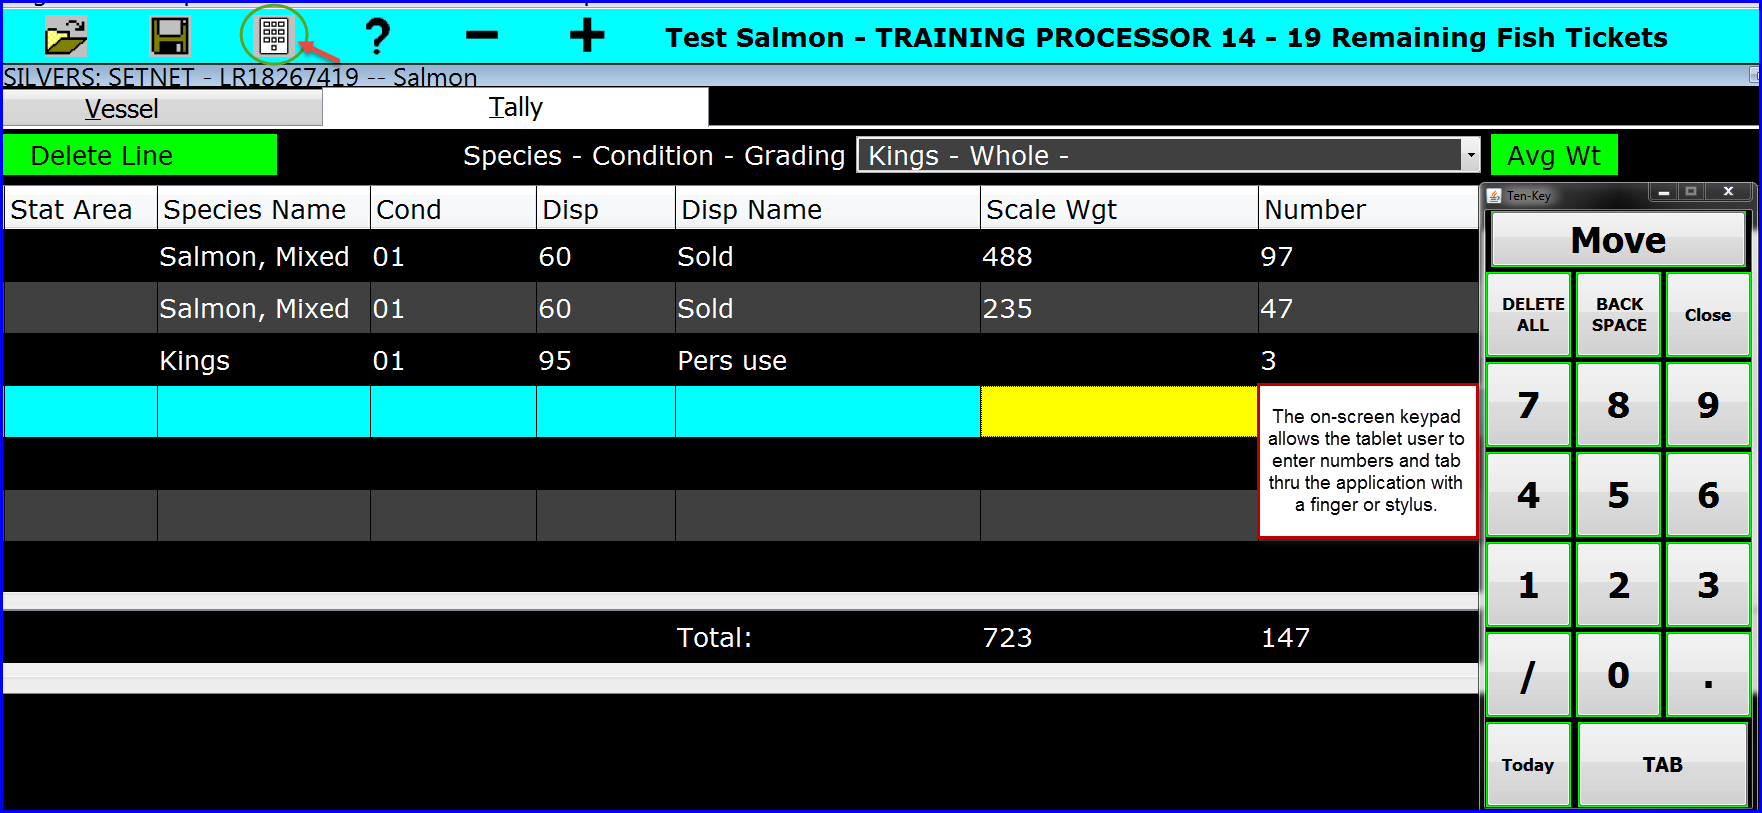 ?
Test Salmon - TRAINING PROCESSOR 14 - 19 Remaining Fish Tickets
SILVERS: SETNET - LR18267419 -- Salmon
Vessel
Tally
Delete Line
Species - Condition - Grading
Kings - Whole -
Avg Wt
Stat Area Species Name Cond Disp Disp Name Scale Wgt Number
Salmon, Mixed 01 60 Sold 488 97
Salmon, Mixed 01 60 Sold 235 47
Kings 01 95 Pers use 3
The on-screen keypad
allows the tablet user to
enter numbers and tab
thru the application with
a finger or stylus.
Total: 723 147
Ten-Key
Move
DELETE
ALL
BACK
SPACE
Close
7 8 9
4 5 6
1 2 3
/ 0 .
Today TAB